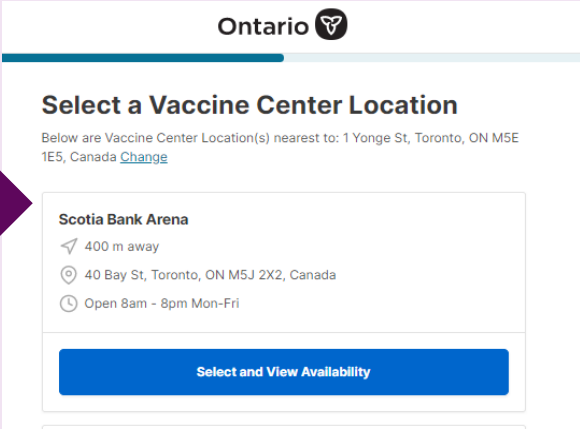 Ontario
Select a Vaccine Center Location
Below are Vaccine Center Location(s) nearest to: 1 Yonge St, Toronto, ON M5E
1E5, Canada Change
Scotia Bank Arena
400 m away
40 Bay St, Toronto, ON M5J 2X2, Canada
Open 8am - 8pm Mon-Fri
Select and View Availability